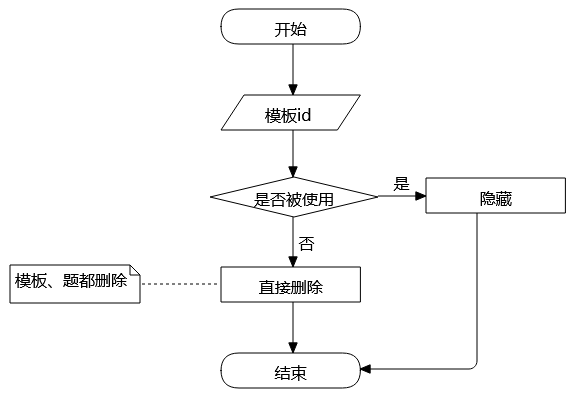 开始
模板id
是否被使用
是
隐藏
否
模板、题都删除
直接删除
结束